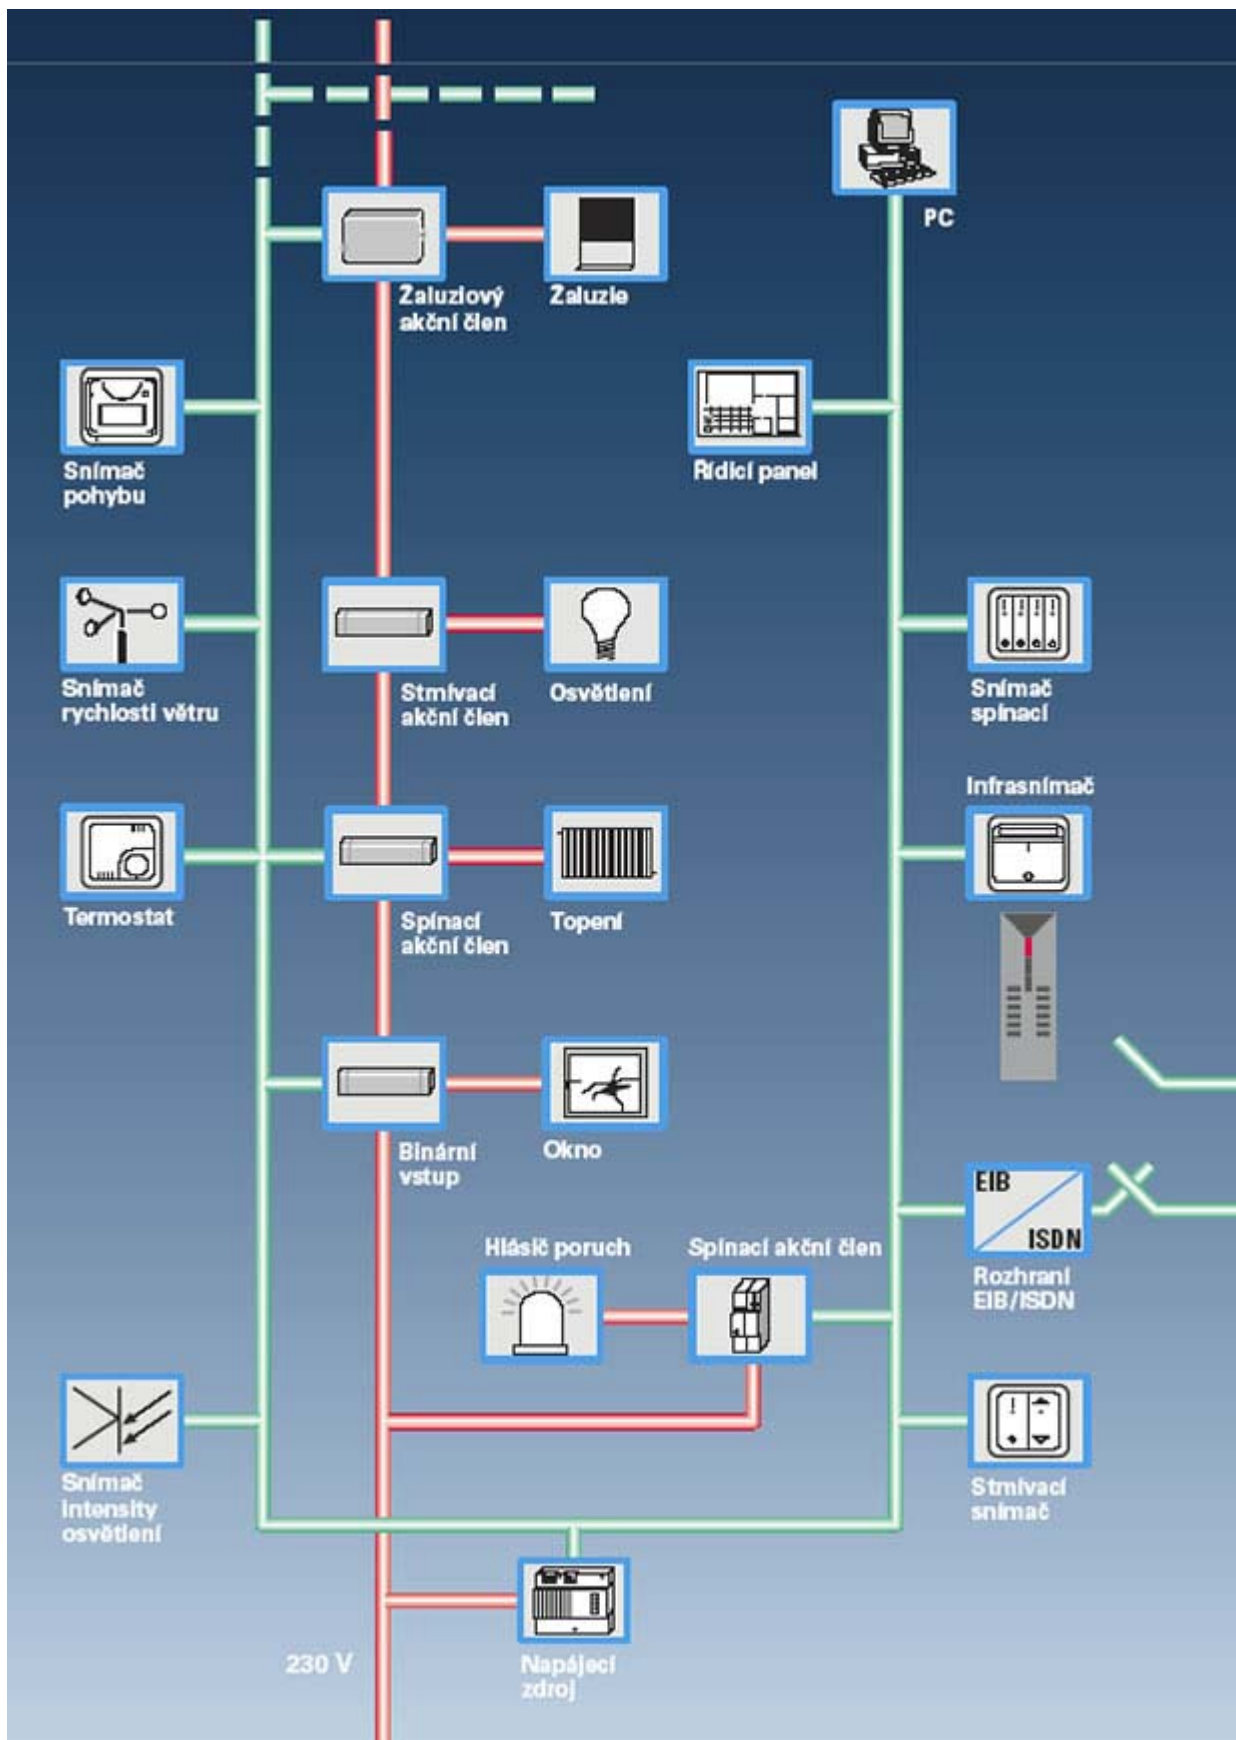 PC
Žaluziový
akční člen
Žaluzie
Snímač
pohybu
Řídicí panel
Snímač
rychlosti větru
Stmívací
akční člen
Osvětlení
Snímač
spínací
Infrasnímač
Termostat
Spínací
akční člen
Topení
Binární
vstup
Okno
EIB
ISDN
Rozhraní
EIB/ISDN
Hlásič poruch
Spínací akční člen
Snímač
intensity
osvětlení
Stmívací
snímač
230 V
Napájecí
zdroj